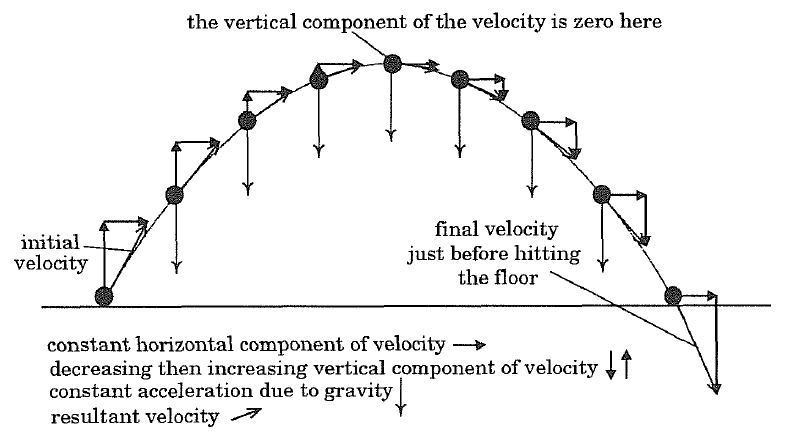 the vertical component of the velocity is zero here
initial
velocity
final velocity
just before hitting
the floor
constant horizontal component of velocity
decreasing then increasing vertical component of velocity
constant acceleration due to gravity
resultant velocity